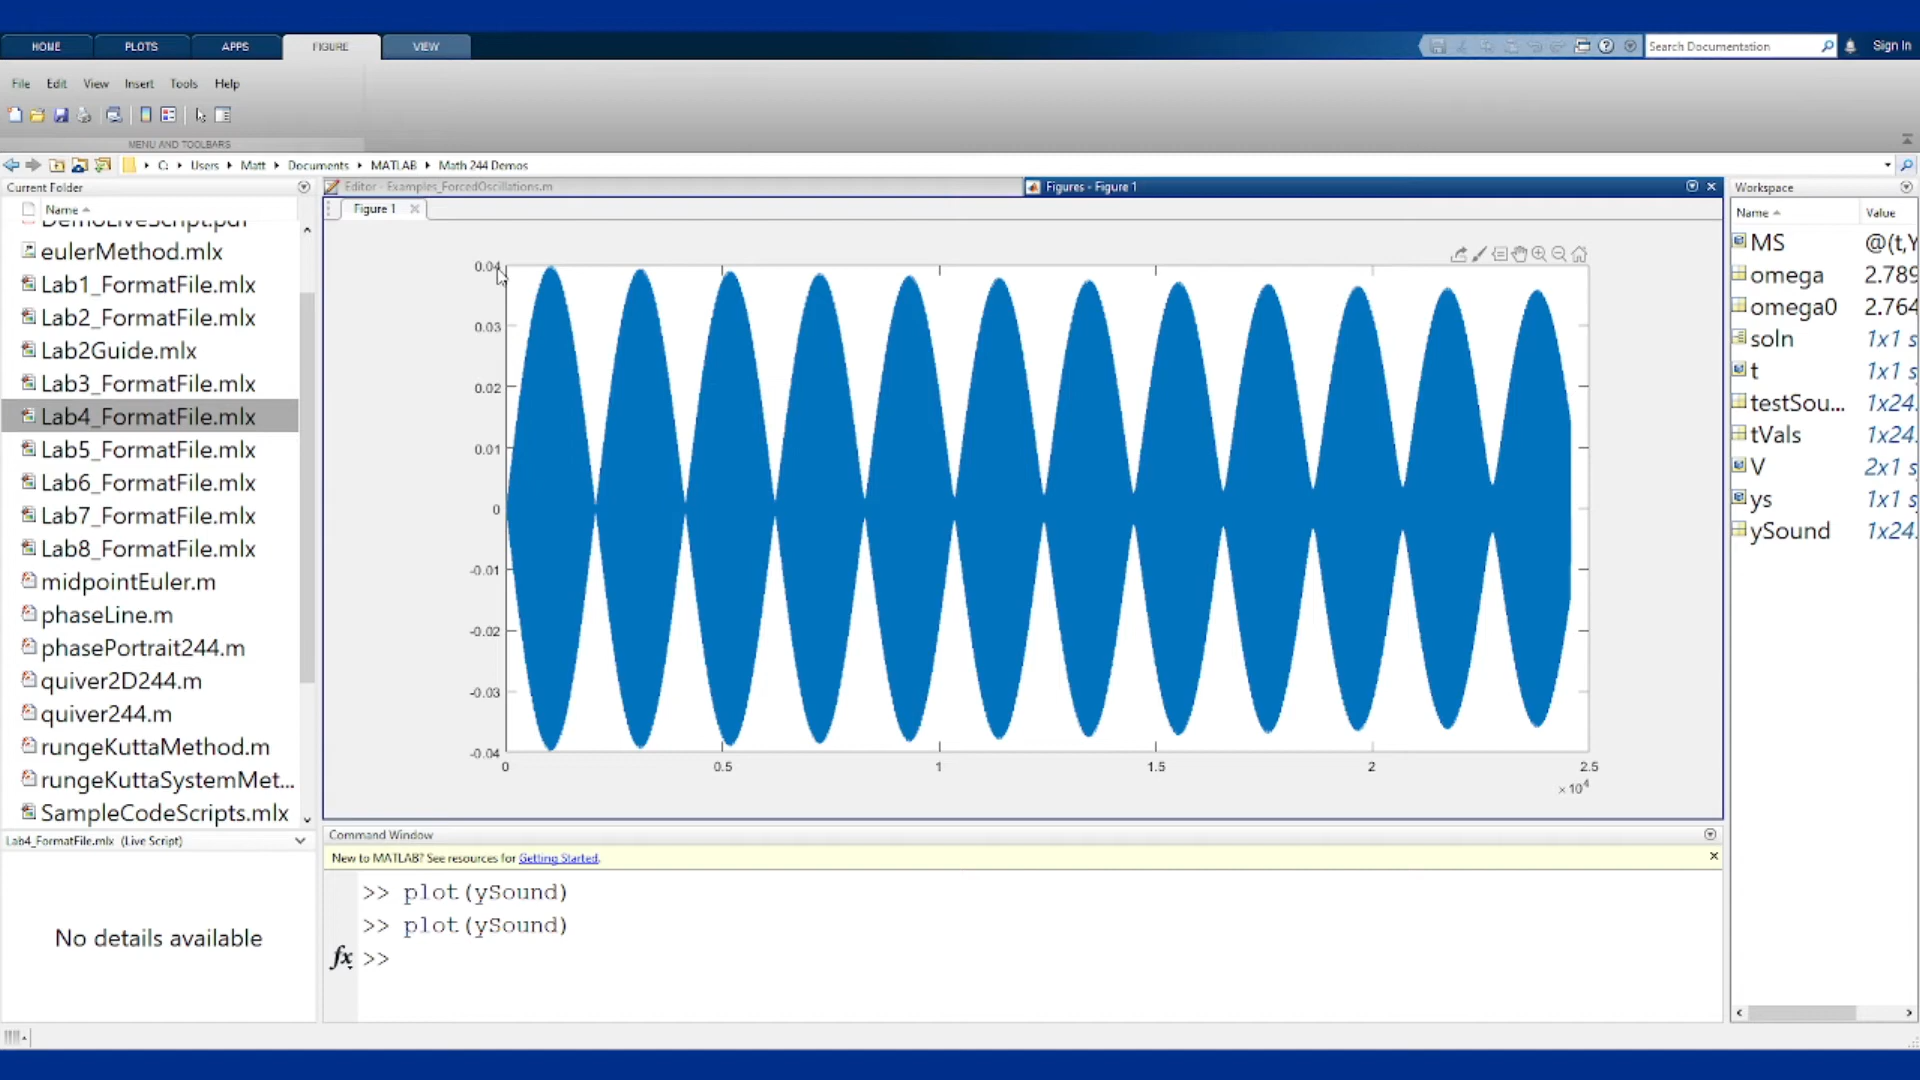 HOME PLOTS APPS FIGURE VIEW Search Documentation Sign In
File Edit View Insert Tools Help
MENU AND TOOLBARS
C: Users Matt Documents MATLAB Math 244 Demos
Current Folder
Name
DemoLiveScript.pdf
eulerMethod.mlx
Lab1_FormatFile.mlx
Lab2_FormatFile.mlx
Lab2Guide.mlx
Lab3_FormatFile.mlx
Lab4_FormatFile.mlx
Lab5_FormatFile.mlx
Lab6_FormatFile.mlx
Lab7_FormatFile.mlx
Lab8_FormatFile.mlx
midpointEuler.m
phaseLine.m
phasePortrait244.m
quiver2D244.m
quiver244.m
rungeKuttaMethod.m
rungeKuttaSystemMet...
SampleCodeScripts.mlx
Lab4_FormatFile.mlx (Live Script)
No details available
Editor - Examples_ForcedOscillations.m
Figures - Figure 1
Figure 1
0.04
0.03
0.02
0.01
0
-0.01
-0.02
-0.03
-0.04
0 0.5 1 1.5 2 2.5
×10⁴
Command Window
New to MATLAB? See resources for Getting Started.
>> plot(ySound)
>> plot(ySound)
fx >>
Workspace
Name Value
MS @(t,Y
omega 2.789
omega0 2.764
soln 1x1 s
t 1x1 s
testSou... 1x24.
tVals 1x24.
V 2x1 s
ys 1x1 s
ySound 1x24.